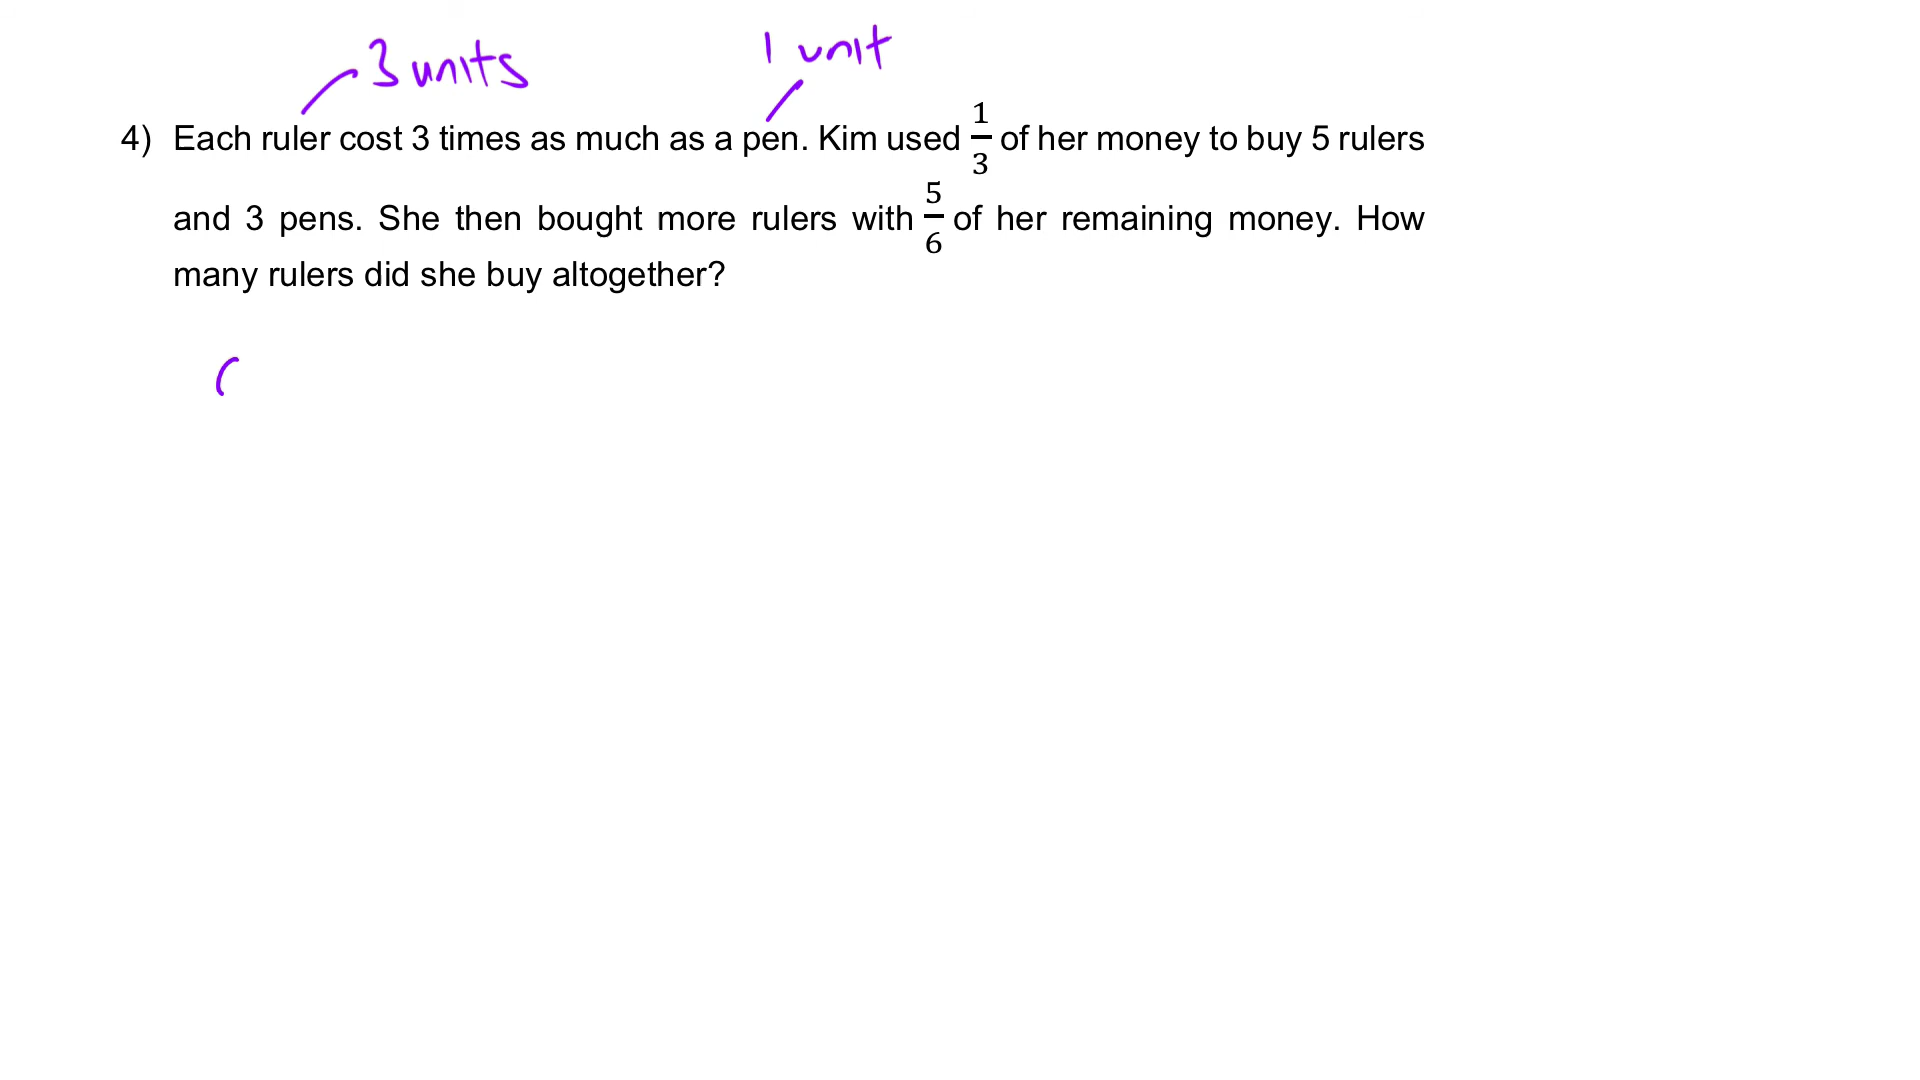 3 units
1 unit
4) Each ruler cost 3 times as much as a pen. Kim used 1/3 of her money to buy 5 rulers
and 3 pens. She then bought more rulers with 5/6 of her remaining money. How
many rulers did she buy altogether?
(